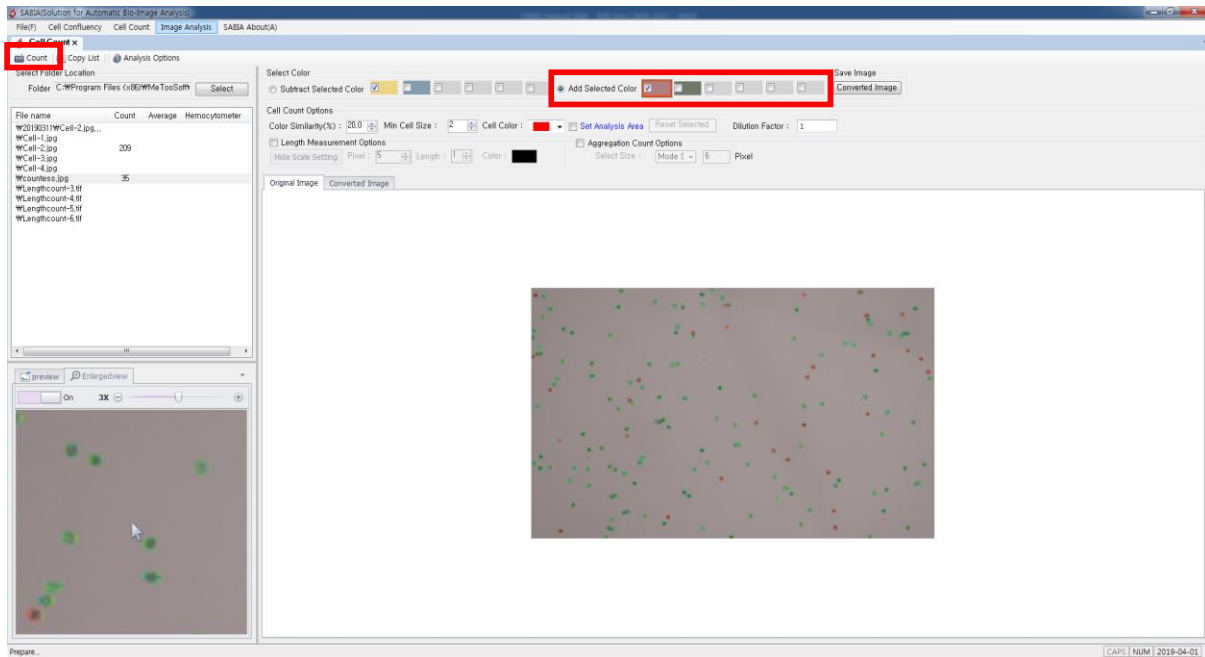 SABIA(Solution for Automatic Bio-Image Analysis)
File(F) Cell Confluency Cell Count Image Analysis SABIA About(A)
Cell Count ×
Count Copy List Analysis Options
Select Folder Location
Folder C:₩Program Files (x86)₩MeTooSoft₩ Select
File name Count Average Hemocytometer
₩20190311₩Cell-2.jpg...
₩Cell-1.jpg
₩Cell-2.jpg 209
₩Cell-3.jpg
₩Cell-4.jpg
₩countess.jpg 35
₩Lengthcount-3.tif
₩Lengthcount-4.tif
₩Lengthcount-5.tif
₩Lengthcount-6.tif
preview Enlargedview
On 3X
Select Color
Subtract Selected Color Add Selected Color
Save Image
Converted Image
Cell Count Options
Color Similarity(%) : 20.0 Min Cell Size : 2 Cell Color : Set Analysis Area Reset Selected Dilution Factor : 1
Length Measurement Options Aggregation Count Options
Hide Scale Setting Pixel : 5 Length : 1 Color : Select Size : Mode S 6 Pixel
Original Image Converted Image
Prepare... CAPS NUM 2019-04-01